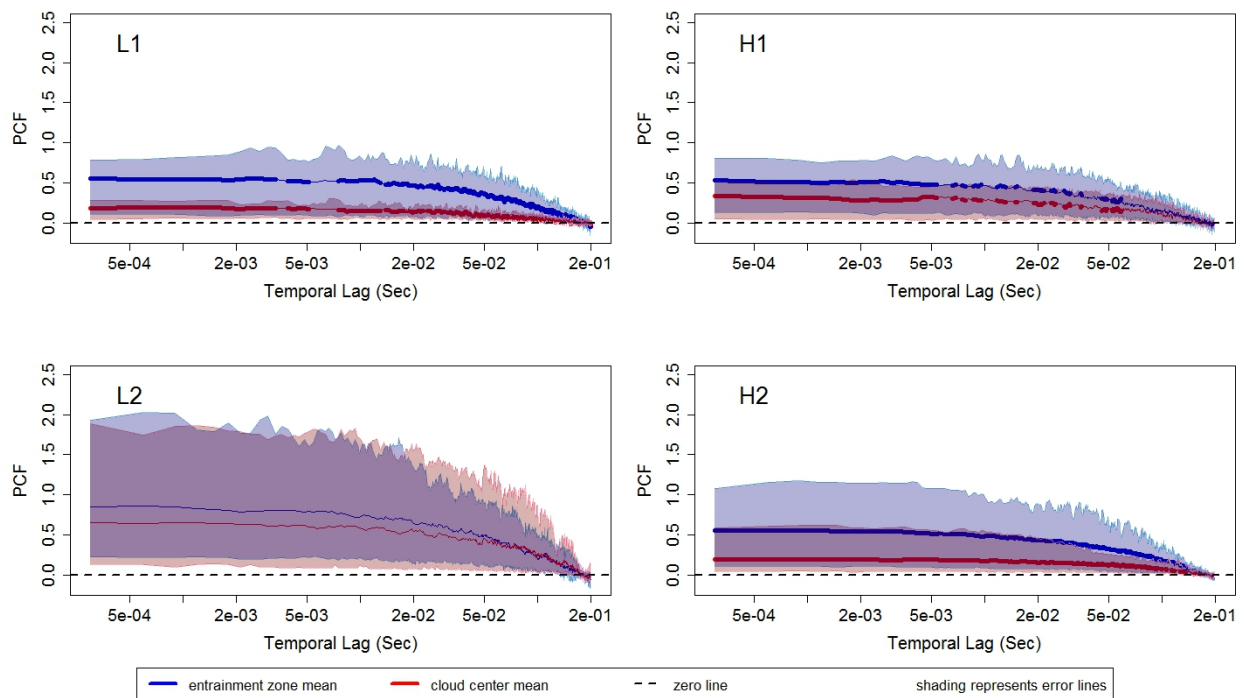 L1
PCF
0.0 0.5 1.0 1.5 2.0 2.5
5e-04 2e-03 5e-03 2e-02 5e-02 2e-01
Temporal Lag (Sec)
H1
PCF
0.0 0.5 1.0 1.5 2.0 2.5
5e-04 2e-03 5e-03 2e-02 5e-02 2e-01
Temporal Lag (Sec)
L2
PCF
0.0 0.5 1.0 1.5 2.0 2.5
5e-04 2e-03 5e-03 2e-02 5e-02 2e-01
Temporal Lag (Sec)
H2
PCF
0.0 0.5 1.0 1.5 2.0 2.5
5e-04 2e-03 5e-03 2e-02 5e-02 2e-01
Temporal Lag (Sec)
entrainment zone mean cloud center mean zero line shading represents error lines